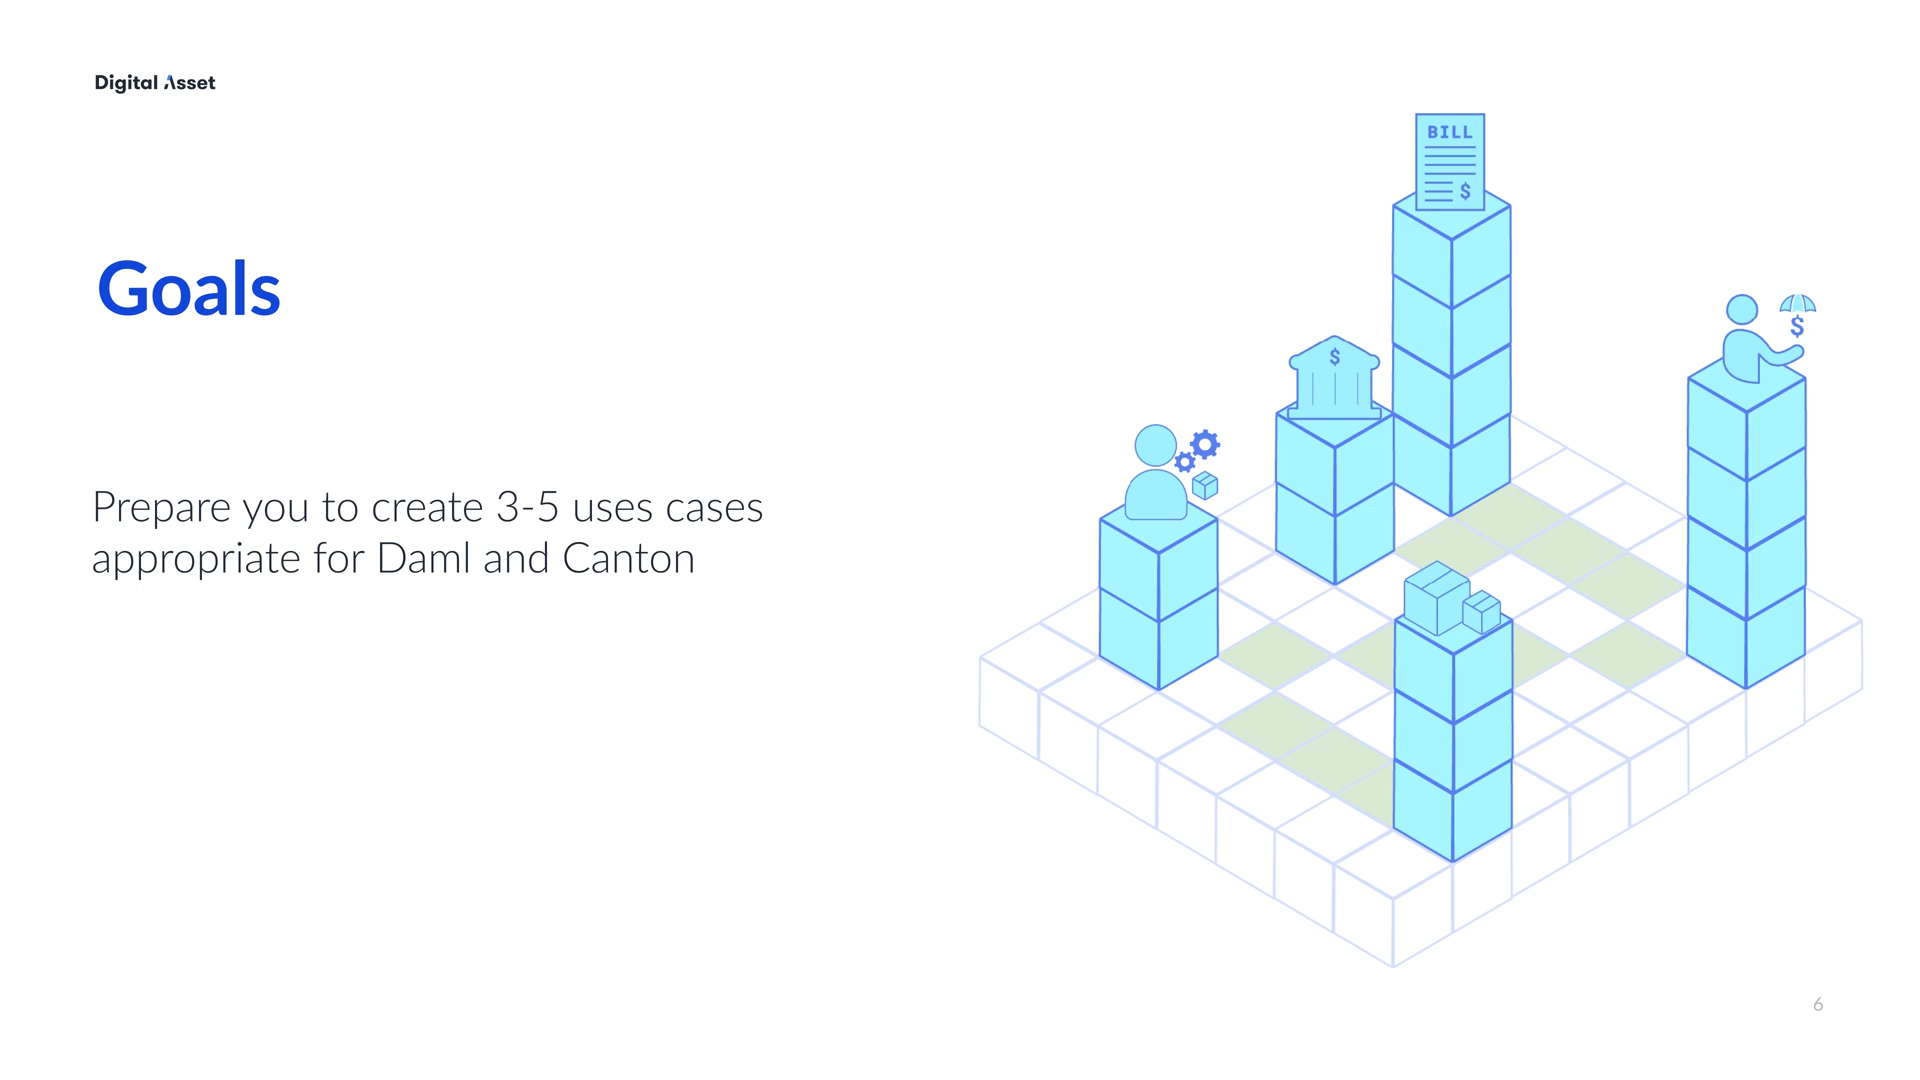 Digital Asset
Goals
Prepare you to create 3-5 uses cases
appropriate for Daml and Canton
BILL
$
$
$
6